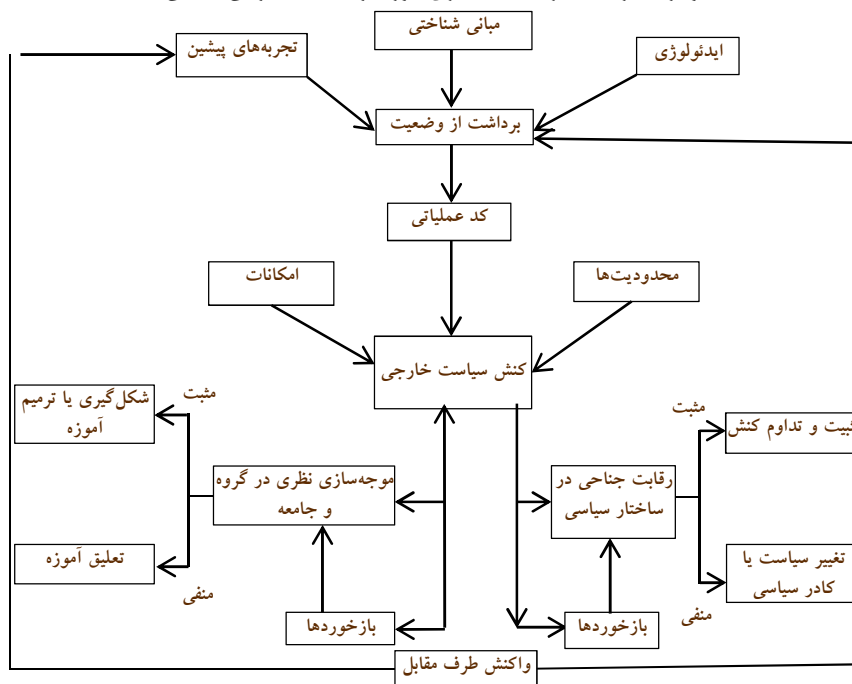 مبانی شناختی
تجربه‌های پیشین
ایدئولوژی
برداشت از وضعیت
کد عملیاتی
امکانات
محدودیت‌ها
کنش سیاست خارجی
شکل‌گیری یا ترمیم
آموزه
مثبت
مثبت
ثبیت و تداوم کنش
موجه‌سازی نظری در گروه
و جامعه
رقابت جناحی در
ساختار سیاسی
تعلیق آموزه
منفی
تغییر سیاست یا
کادر سیاسی
منفی
بازخوردها
بازخوردها
واکنش طرف مقابل